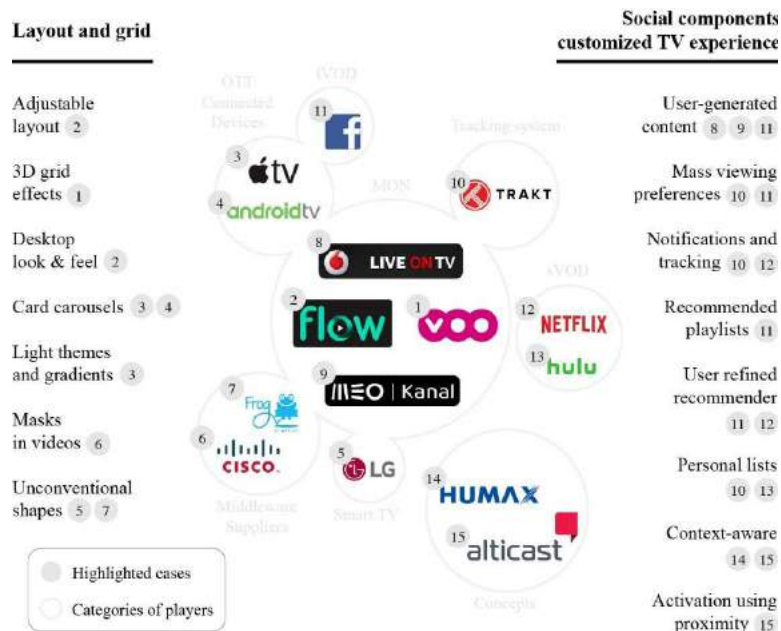 Layout and grid
Adjustable
layout 2
3D grid
effects 1
Desktop
look & feel 2
Card carousels 3 4
Light themes
and gradients 3
Masks
in videos 6
Unconventional
shapes 5 7
Highlighted cases
Categories of players
OTT
Connected
Devices
tVOD
11
f
3
tv
4
androidtv
Tracking system
10
TRAKT
MON
8
LIVE ON TV
2
flow
1
voo
9
MEO | Kanal
sVOD
12
NETFLIX
13
hulu
7
Frog
6
CISCO
Middleware
Suppliers
5
LG
Smart TV
14
HUMAX
15
alticast
Concepts
Social components
customized TV experience
User-generated
content 8 9 11
Mass viewing
preferences 10 11
Notifications and
tracking 10 12
Recommended
playlists 11
User refined
recommender
11 12
Personal lists
10 13
Context-aware
14 15
Activation using
proximity 15